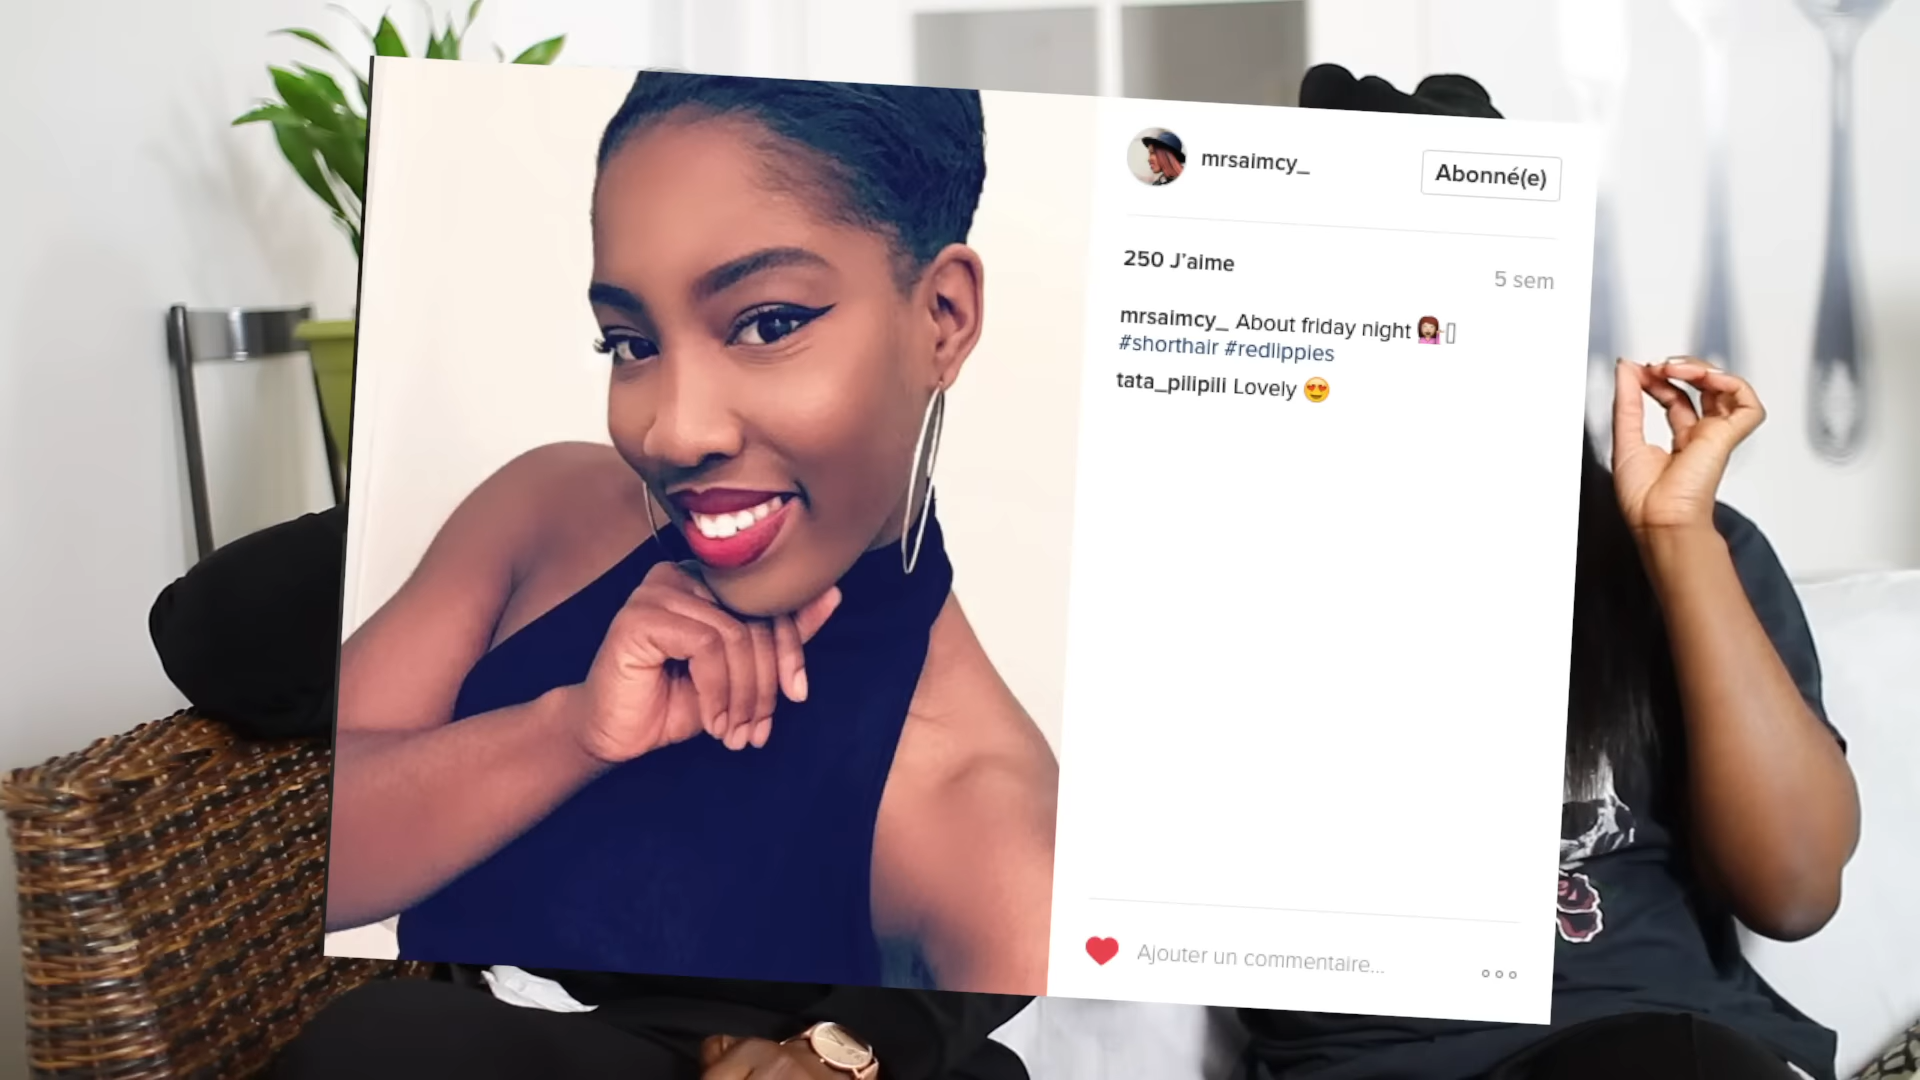 mrsaimcy_
Abonné(e)
250 J'aime
5 sem
mrsaimcy_ About friday night 💁🏽
#shorthair #redlippies
tata_pilipili Lovely 😍
Ajouter un commentaire...